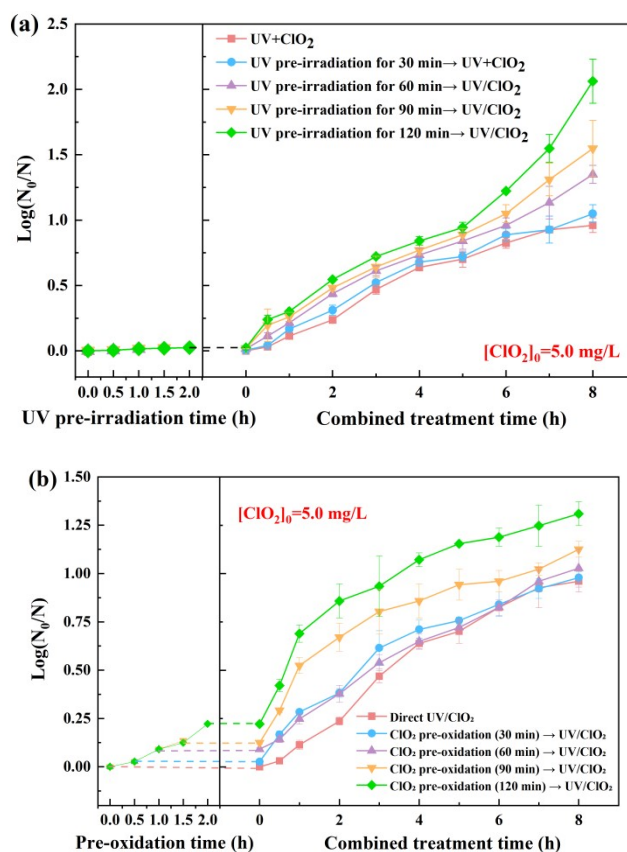 (a)
UV+ClO₂
UV pre-irradiation for 30 min→ UV+ClO₂
UV pre-irradiation for 60 min→ UV/ClO₂
UV pre-irradiation for 90 min→ UV/ClO₂
UV pre-irradiation for 120 min→ UV/ClO₂
Log(N₀/N)
2.5
2.0
1.5
1.0
0.5
0.0
[ClO₂]₀=5.0 mg/L
0.0 0.5 1.0 1.5 2.0 0 2 4 6 8
UV pre-irradiation time (h) Combined treatment time (h)
(b)
[ClO₂]₀=5.0 mg/L
Log(N₀/N)
1.50
1.25
1.00
0.75
0.50
0.25
0.00
Direct UV/ClO₂
ClO₂ pre-oxidation (30 min) → UV/ClO₂
ClO₂ pre-oxidation (60 min) → UV/ClO₂
ClO₂ pre-oxidation (90 min) → UV/ClO₂
ClO₂ pre-oxidation (120 min) → UV/ClO₂
0.0 0.5 1.0 1.5 2.0 0 2 4 6 8
Pre-oxidation time (h) Combined treatment time (h)